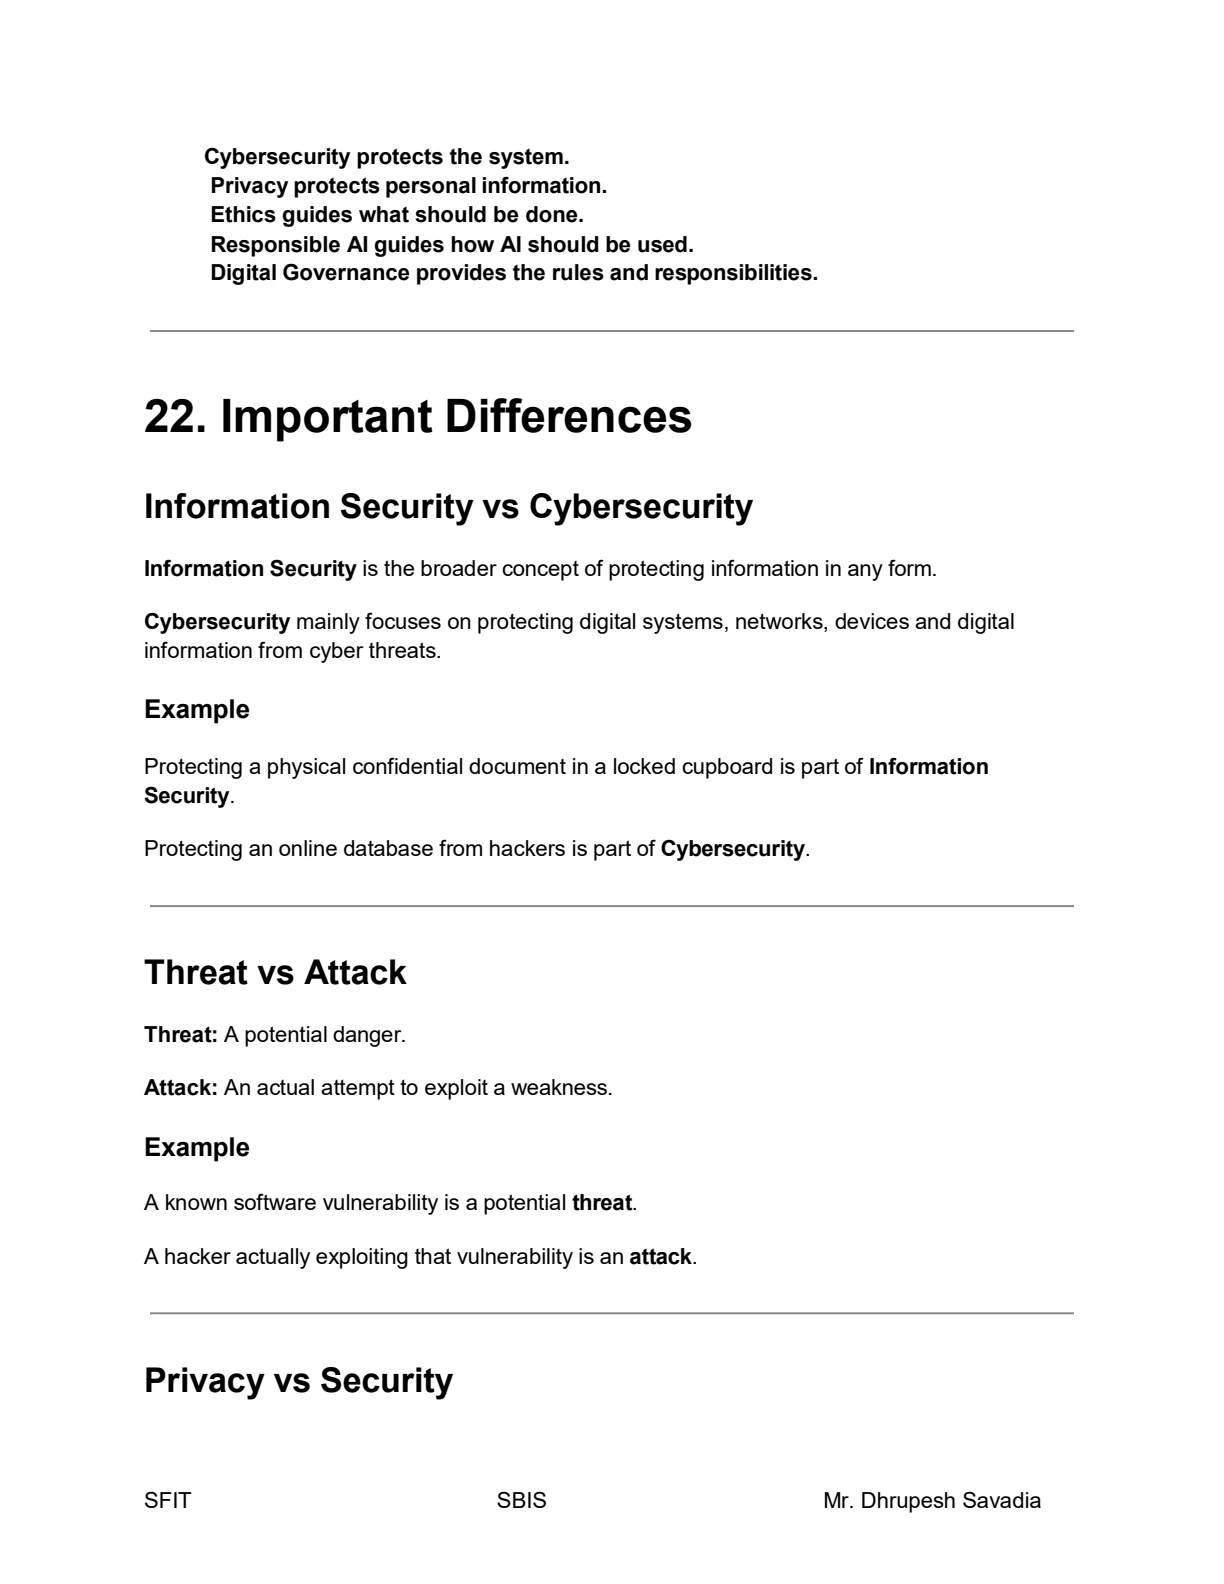 Cybersecurity protects the system.
Privacy protects personal information.
Ethics guides what should be done.
Responsible AI guides how AI should be used.
Digital Governance provides the rules and responsibilities.
22. Important Differences
Information Security vs Cybersecurity
Information Security is the broader concept of protecting information in any form.
Cybersecurity mainly focuses on protecting digital systems, networks, devices and digital
information from cyber threats.
Example
Protecting a physical confidential document in a locked cupboard is part of Information
Security.
Protecting an online database from hackers is part of Cybersecurity.
Threat vs Attack
Threat: A potential danger.
Attack: An actual attempt to exploit a weakness.
Example
A known software vulnerability is a potential threat.
A hacker actually exploiting that vulnerability is an attack.
Privacy vs Security
SFIT SBIS Mr. Dhrupesh Savadia